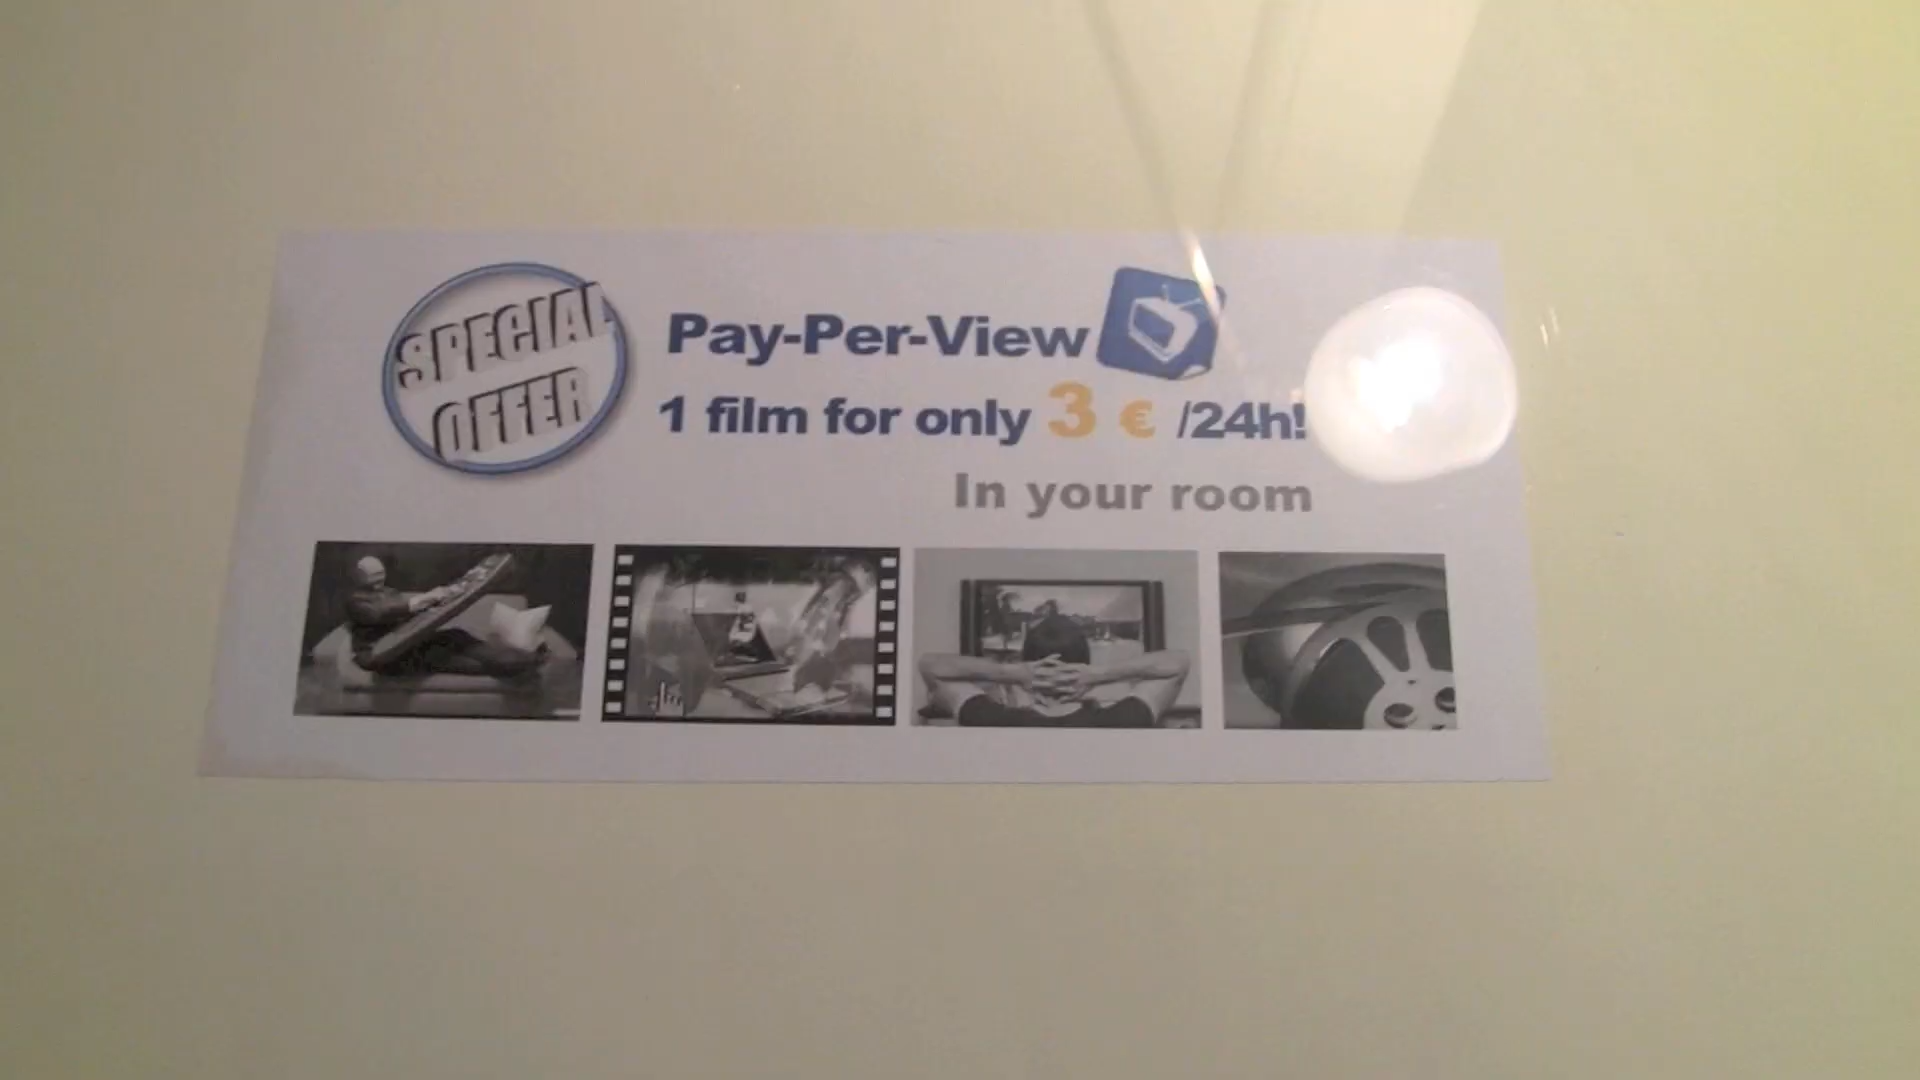 SPECIAL
OFFER
Pay-Per-View
1 film for only 3 € /24h!
In your room